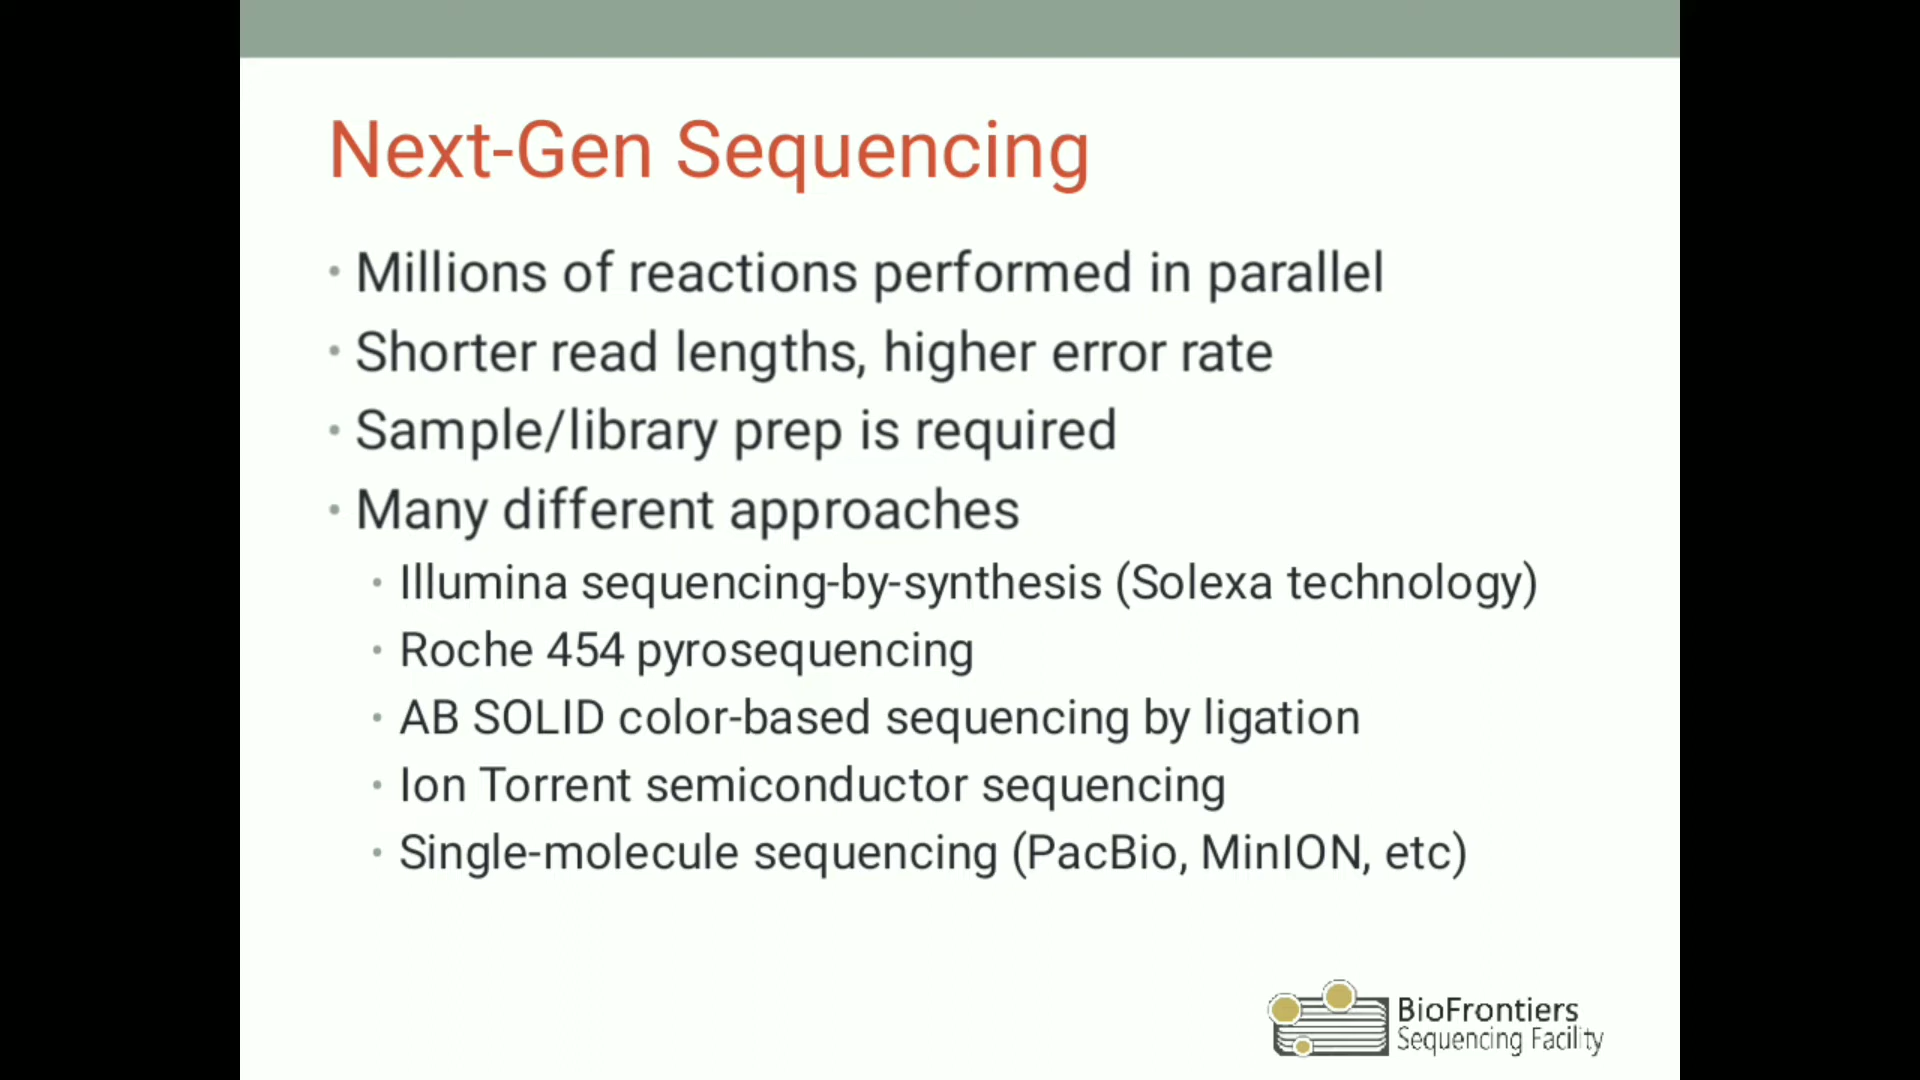 Next-Gen Sequencing
• Millions of reactions performed in parallel
• Shorter read lengths, higher error rate
• Sample/library prep is required
• Many different approaches
• Illumina sequencing-by-synthesis (Solexa technology)
• Roche 454 pyrosequencing
• AB SOLID color-based sequencing by ligation
• Ion Torrent semiconductor sequencing
• Single-molecule sequencing (PacBio, MinION, etc)
BioFrontiers
Sequencing Facility